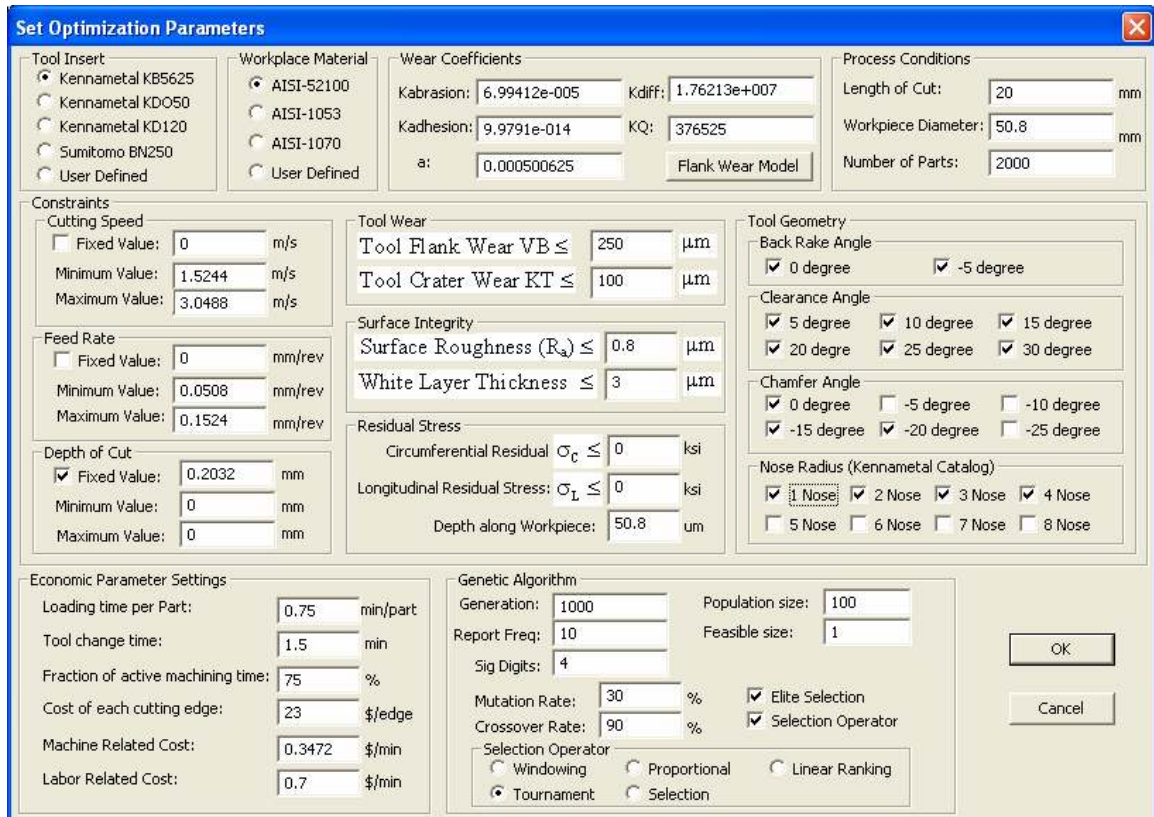 Set Optimization Parameters
Tool Insert
Kennametal KB5625
Kennametal KDO50
Kennametal KD120
Sumitomo BN250
User Defined
Workplace Material
AISI-52100
AISI-1053
AISI-1070
User Defined
Wear Coefficients
Kabrasion: 6.99412e-005 Kdiff: 1.76213e+007
Kadhesion: 9.9791e-014 KQ: 376525
a: 0.000500625 Flank Wear Model
Process Conditions
Length of Cut: 20 mm
Workpiece Diameter: 50.8 mm
Number of Parts: 2000
Constraints
Cutting Speed
Fixed Value: 0 m/s
Minimum Value: 1.5244 m/s
Maximum Value: 3.0488 m/s
Feed Rate
Fixed Value: 0 mm/rev
Minimum Value: 0.0508 mm/rev
Maximum Value: 0.1524 mm/rev
Depth of Cut
Fixed Value: 0.2032 mm
Minimum Value: 0 mm
Maximum Value: 0 mm
Tool Wear
Tool Flank Wear VB ≤ 250 μm
Tool Crater Wear KT ≤ 100 μm
Surface Integrity
Surface Roughness (Ra) ≤ 0.8 μm
White Layer Thickness ≤ 3 μm
Residual Stress
Circumferential Residual σC ≤ 0 ksi
Longitudinal Residual Stress: σL ≤ 0 ksi
Depth along Workpiece: 50.8 um
Tool Geometry
Back Rake Angle
0 degree -5 degree
Clearance Angle
5 degree 10 degree 15 degree
20 degre 25 degree 30 degree
Chamfer Angle
0 degree -5 degree -10 degree
-15 degree -20 degree -25 degree
Nose Radius (Kennametal Catalog)
1 Nose 2 Nose 3 Nose 4 Nose
5 Nose 6 Nose 7 Nose 8 Nose
Economic Parameter Settings
Loading time per Part: 0.75 min/part
Tool change time: 1.5 min
Fraction of active machining time: 75 %
Cost of each cutting edge: 23 $/edge
Machine Related Cost: 0.3472 $/min
Labor Related Cost: 0.7 $/min
Genetic Algorithm
Generation: 1000 Population size: 100
Report Freq: 10 Feasible size: 1
Sig Digits: 4
Mutation Rate: 30 % Elite Selection
Crossover Rate: 90 % Selection Operator
Selection Operator
Windowing Proportional Linear Ranking
Tournament Selection
OK
Cancel